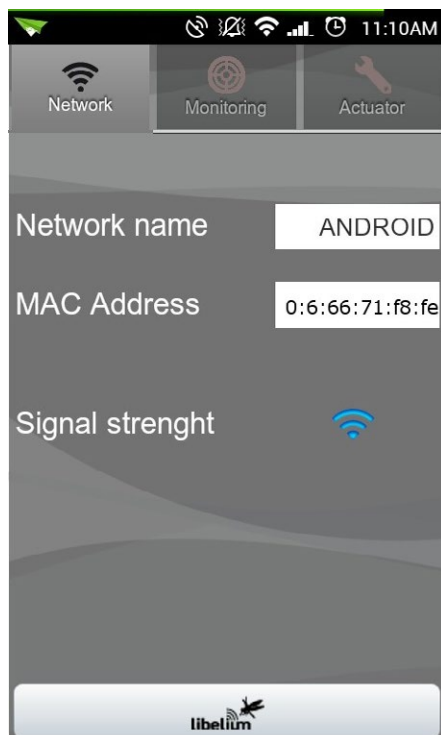 11:10AM
Network
Monitoring
Actuator
Network name
ANDROID
MAC Address
0:6:66:71:f8:fe
Signal strenght
libelium